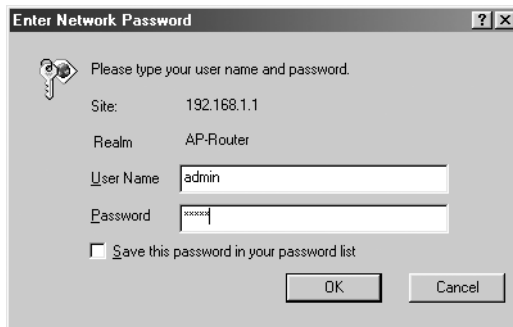 Enter Network Password
? ×
Please type your user name and password.
Site: 192.168.1.1
Realm AP-Router
User Name admin
Password *****
Save this password in your password list
OK Cancel